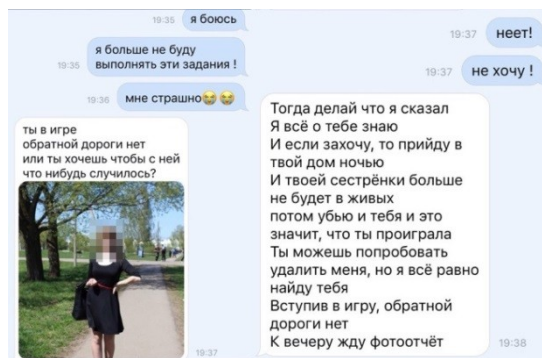 19:35 я боюсь
я больше не буду
19:35 выполнять эти задания !
19:36 мне страшно😭😭
ты в игре
обратной дороги нет
или ты хочешь чтобы с ней
что нибудь случилось?
19:37
19:37 неет!
19:37 не хочу !
Тогда делай что я сказал
Я всё о тебе знаю
И если захочу, то прийду в
твой дом ночью
И твоей сестрёнки больше
не будет в живых
потом убью и тебя и это
значит, что ты проиграла
Ты можешь попробовать
удалить меня, но я всё равно
найду тебя
Вступив в игру, обратной
дороги нет
К вечеру жду фотоотчёт 19:38